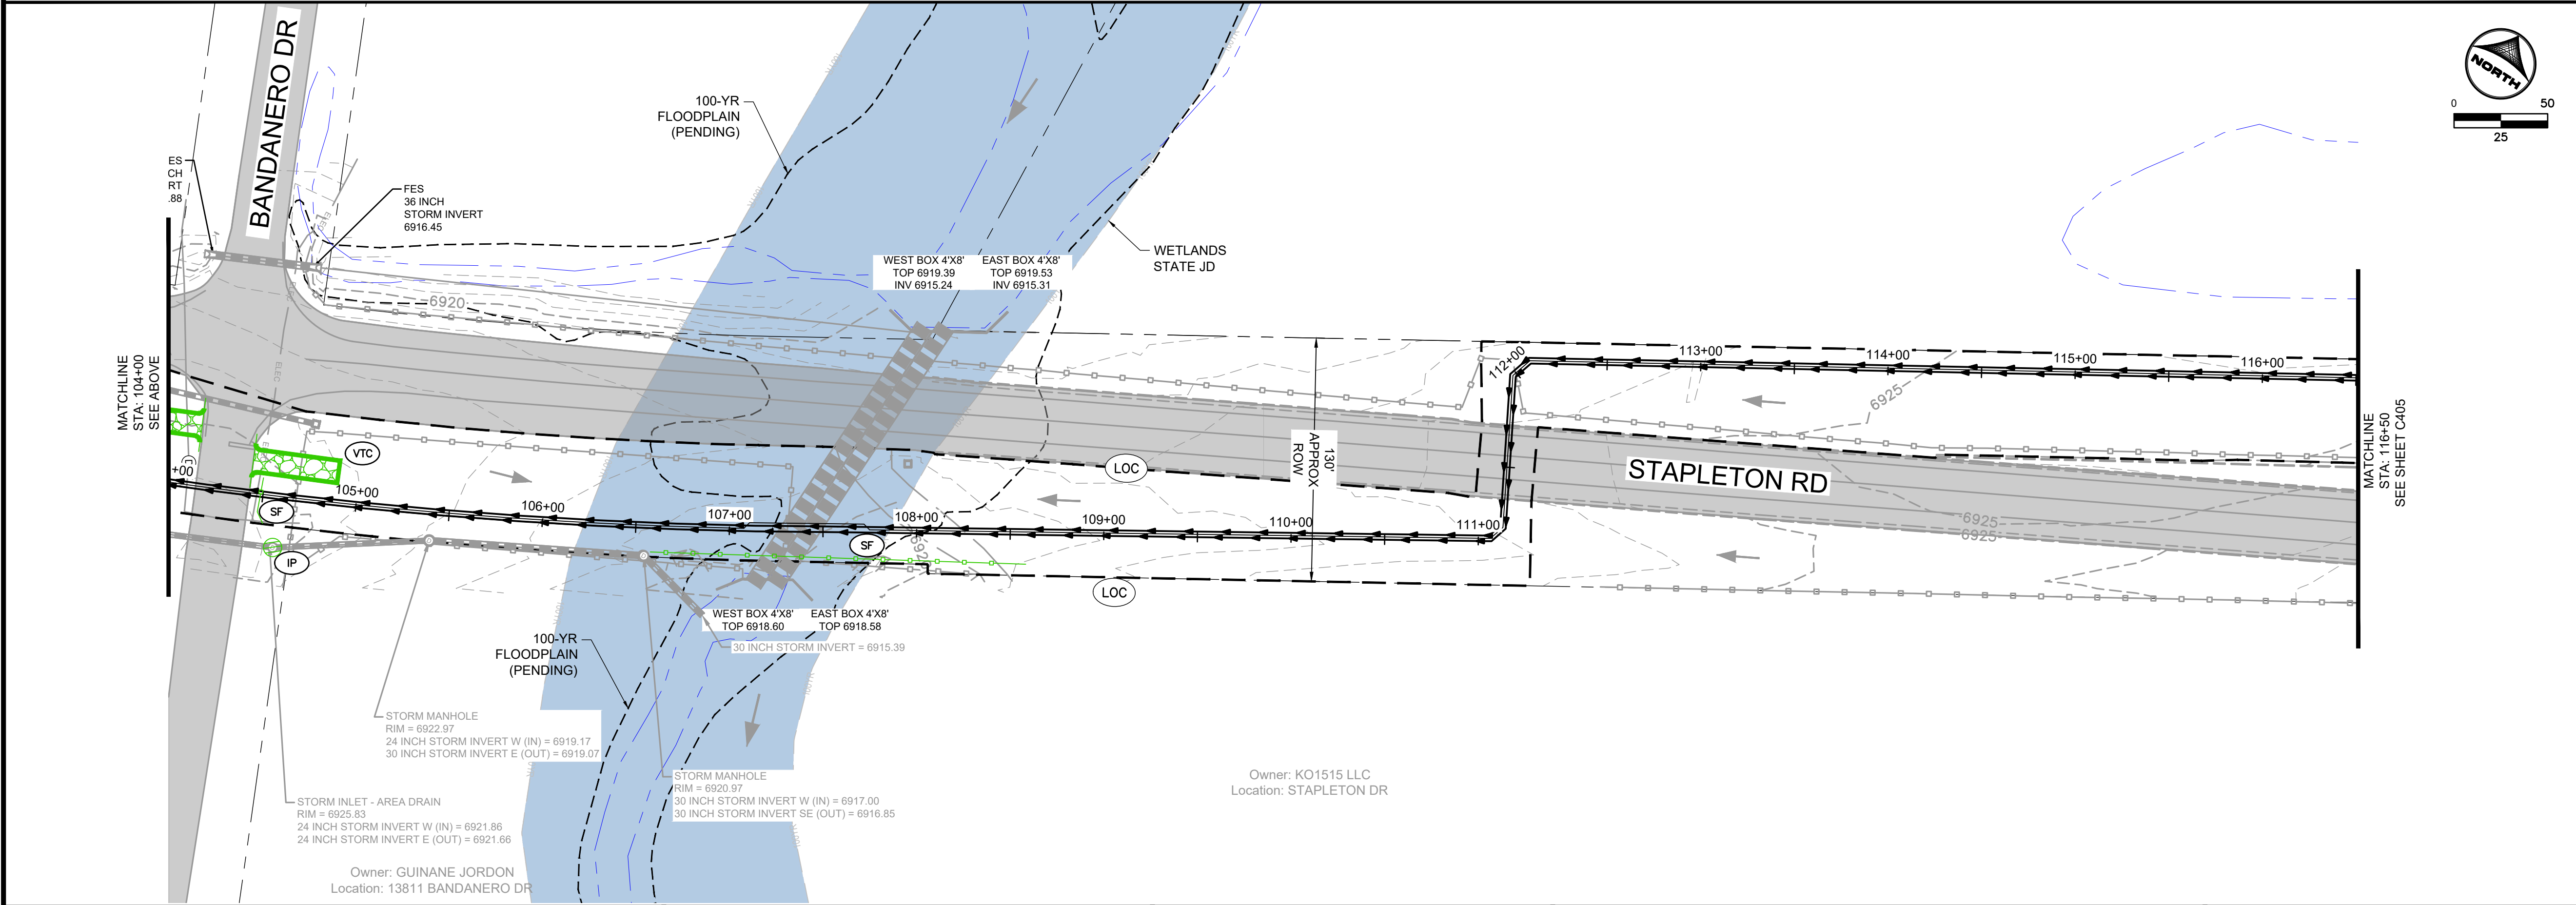 BANDANERO DR
100-YR
FLOODPLAIN
(PENDING)
NORTH
0
50
25
ES
CH
RT
.88
FES
36 INCH
STORM INVERT
6916.45
WETLANDS
STATE JD
WEST BOX 4'X8'
TOP 6919.39
INV 6915.24
EAST BOX 4'X8'
TOP 6919.53
INV 6915.31
6920
MATCHLINE
STA: 104+00
SEE ABOVE
ELEC
ELEC
VTC
+00
105+00
106+00
107+00
108+00
109+00
110+00
111+00
112+00
113+00
114+00
115+00
116+00
6925
130'
APPROX
ROW
LOC
STAPLETON RD
6925
6925
MATCHLINE
STA: 116+50
SEE SHEET C405
SF
SF
IP
LOC
WEST BOX 4'X8'
TOP 6918.60
EAST BOX 4'X8'
TOP 6918.58
30 INCH STORM INVERT = 6915.39
100-YR
FLOODPLAIN
(PENDING)
STORM MANHOLE
RIM = 6922.97
24 INCH STORM INVERT W (IN) = 6919.17
30 INCH STORM INVERT E (OUT) = 6919.07
STORM MANHOLE
RIM = 6920.97
30 INCH STORM INVERT W (IN) = 6917.00
30 INCH STORM INVERT SE (OUT) = 6916.85
STORM INLET - AREA DRAIN
RIM = 6925.83
24 INCH STORM INVERT W (IN) = 6921.86
24 INCH STORM INVERT E (OUT) = 6921.66
Owner: KO1515 LLC
Location: STAPLETON DR
Owner: GUINANE JORDON
Location: 13811 BANDANERO DR